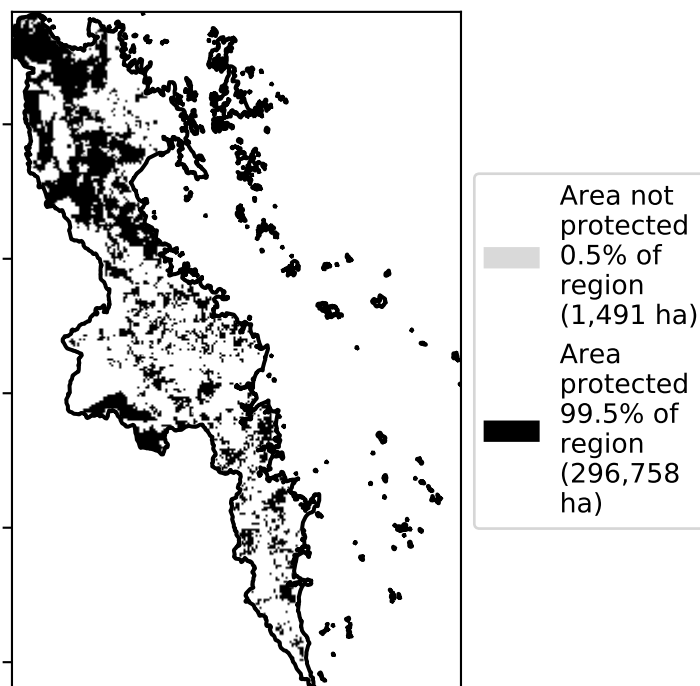 Area not
protected
0.5% of
region
(1,491 ha)
Area
protected
99.5% of
region
(296,758
ha)